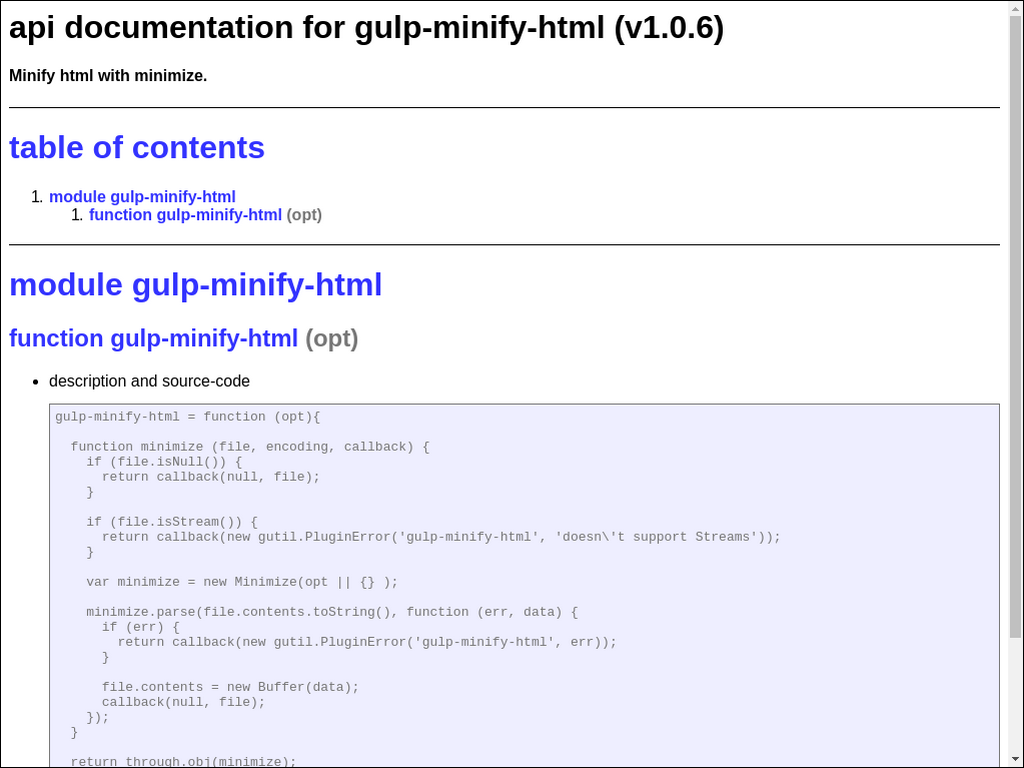 api documentation for gulp-minify-html (v1.0.6)
Minify html with minimize.
table of contents
1. module gulp-minify-html
1. function gulp-minify-html (opt)
module gulp-minify-html
function gulp-minify-html (opt)
• description and source-code
gulp-minify-html = function (opt){

  function minimize (file, encoding, callback) {
    if (file.isNull()) {
      return callback(null, file);
    }

    if (file.isStream()) {
      return callback(new gutil.PluginError('gulp-minify-html', 'doesn\'t support Streams'));
    }

    var minimize = new Minimize(opt || {} );

    minimize.parse(file.contents.toString(), function (err, data) {
      if (err) {
        return callback(new gutil.PluginError('gulp-minify-html', err));
      }

      file.contents = new Buffer(data);
      callback(null, file);
    });
  }

  return through.obj(minimize);